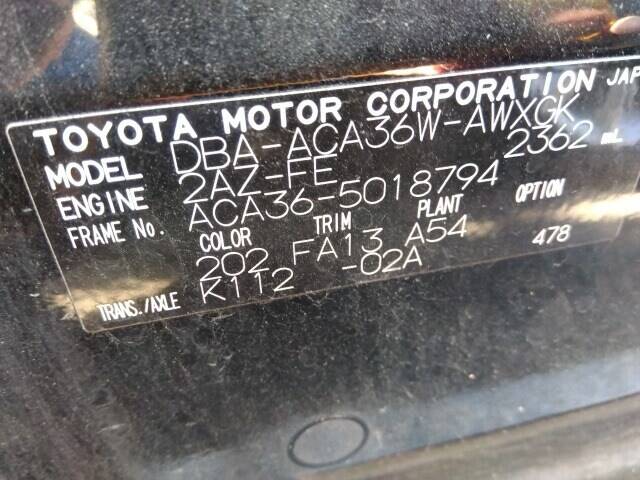 TOYOTA MOTOR CORPORATION JAP
MODEL DBA-ACA36W-AWXGK
ENGINE 2AZ-FE 2362 mL
FRAME No. ACA36-5018794
COLOR TRIM PLANT OPTION
202 FA13 A54 478
TRANS./AXLE K112 -02A